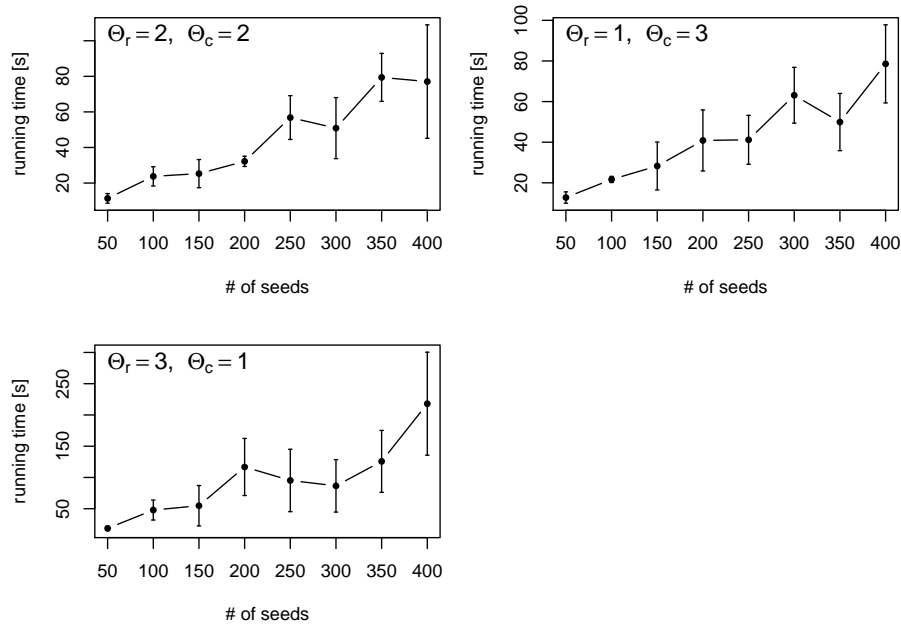 Θr = 2, Θc = 2
running time [s]
20 40 60 80
50 100 150 200 250 300 350 400
# of seeds
Θr = 1, Θc = 3
running time [s]
20 40 60 80 100
50 100 150 200 250 300 350 400
# of seeds
Θr = 3, Θc = 1
running time [s]
50 150 250
50 100 150 200 250 300 350 400
# of seeds